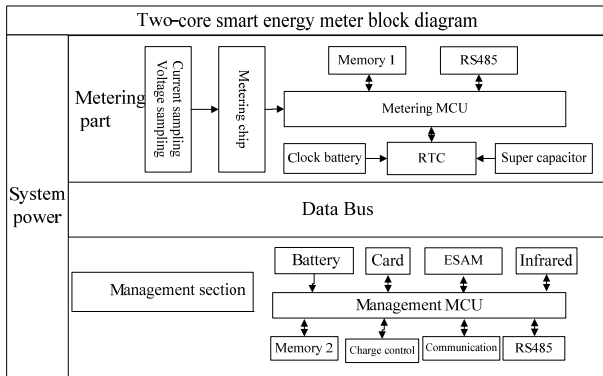 Two-core smart energy meter block diagram
System
power
Metering
part
Current sampling
Voltage sampling
Metering chip
Memory 1
RS485
Metering MCU
Clock battery
RTC
Super capacitor
Data Bus
Management section
Battery
Card
ESAM
Infrared
Management MCU
Memory 2
Charge control
Communication
RS485